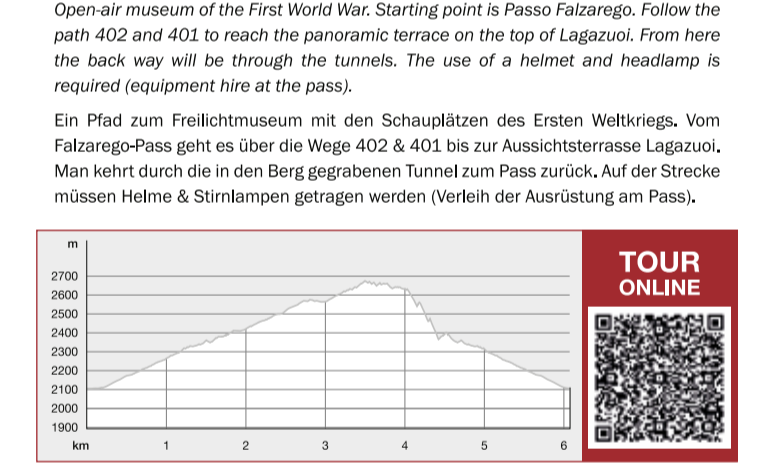 Open-air museum of the First World War. Starting point is Passo Falzarego. Follow the
path 402 and 401 to reach the panoramic terrace on the top of Lagazuoi. From here
the back way will be through the tunnels. The use of a helmet and headlamp is
required (equipment hire at the pass).
Ein Pfad zum Freilichtmuseum mit den Schauplätzen des Ersten Weltkriegs. Vom
Falzarego-Pass geht es über die Wege 402 & 401 bis zur Aussichtsterrasse Lagazuoi.
Man kehrt durch die in den Berg gegrabenen Tunnel zum Pass zurück. Auf der Strecke
müssen Helme & Stirnlampen getragen werden (Verleih der Ausrüstung am Pass).
m
2700
2600
2500
2400
2300
2200
2100
2000
1900
km 1 2 3 4 5 6
TOUR
ONLINE